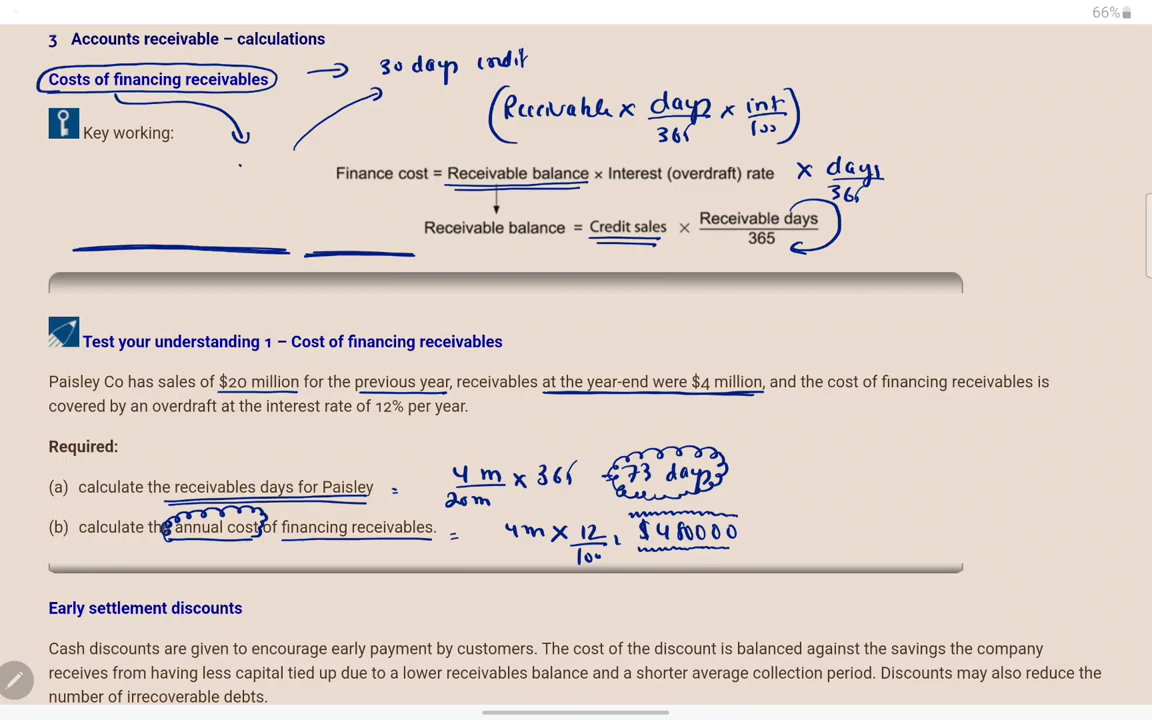 66%
3 Accounts receivable – calculations
Costs of financing receivables → 30 days credit
(Receivable × days/365 × int/100)
Key working:
Finance cost = Receivable balance × Interest (overdraft) rate × days/365
Receivable balance = Credit sales × Receivable days/365
Test your understanding 1 – Cost of financing receivables
Paisley Co has sales of $20 million for the previous year, receivables at the year-end were $4 million, and the cost of financing receivables is
covered by an overdraft at the interest rate of 12% per year.
Required:
(a) calculate the receivables days for Paisley = 4m/20m × 365 = 73 days
(b) calculate the annual cost of financing receivables. = 4m × 12/100 = $480000
Early settlement discounts
Cash discounts are given to encourage early payment by customers. The cost of the discount is balanced against the savings the company
receives from having less capital tied up due to a lower receivables balance and a shorter average collection period. Discounts may also reduce the
number of irrecoverable debts.